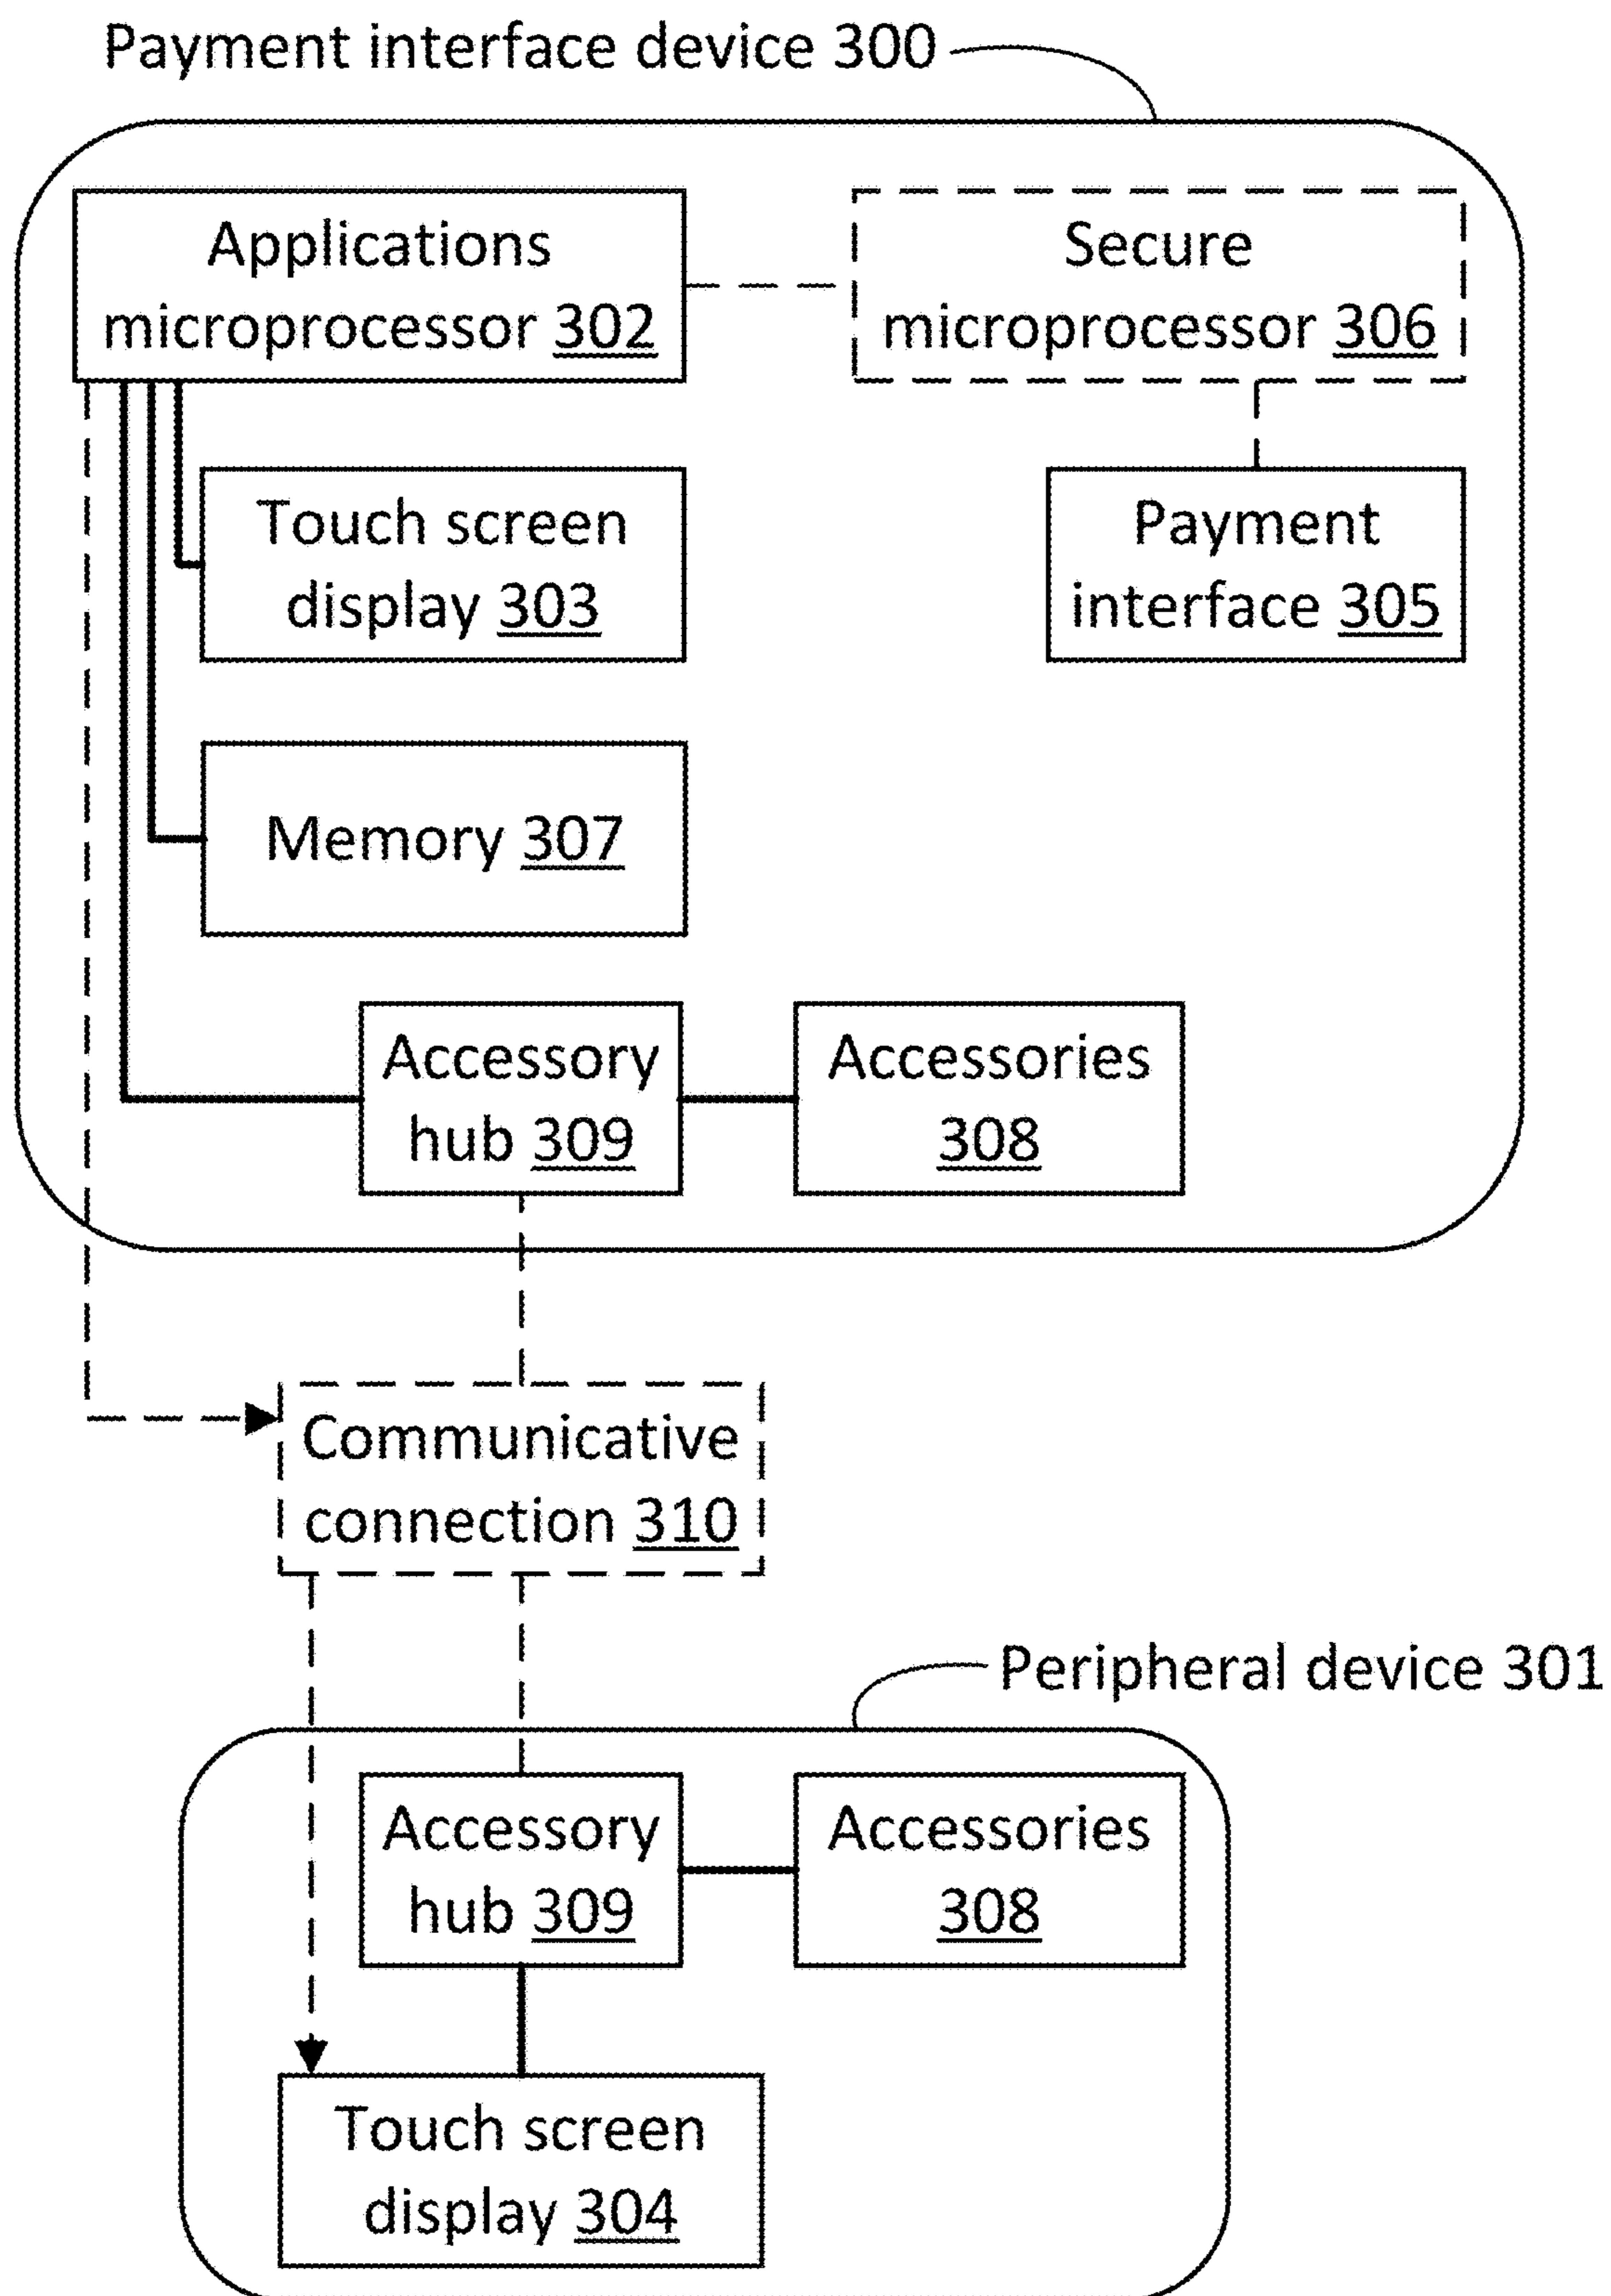 Payment interface device 300
Applications
microprocessor 302
Secure
microprocessor 306
Touch screen
display 303
Payment
interface 305
Memory 307
Accessory
hub 309
Accessories
308
Communicative
connection 310
Peripheral device 301
Accessory
hub 309
Accessories
308
Touch screen
display 304